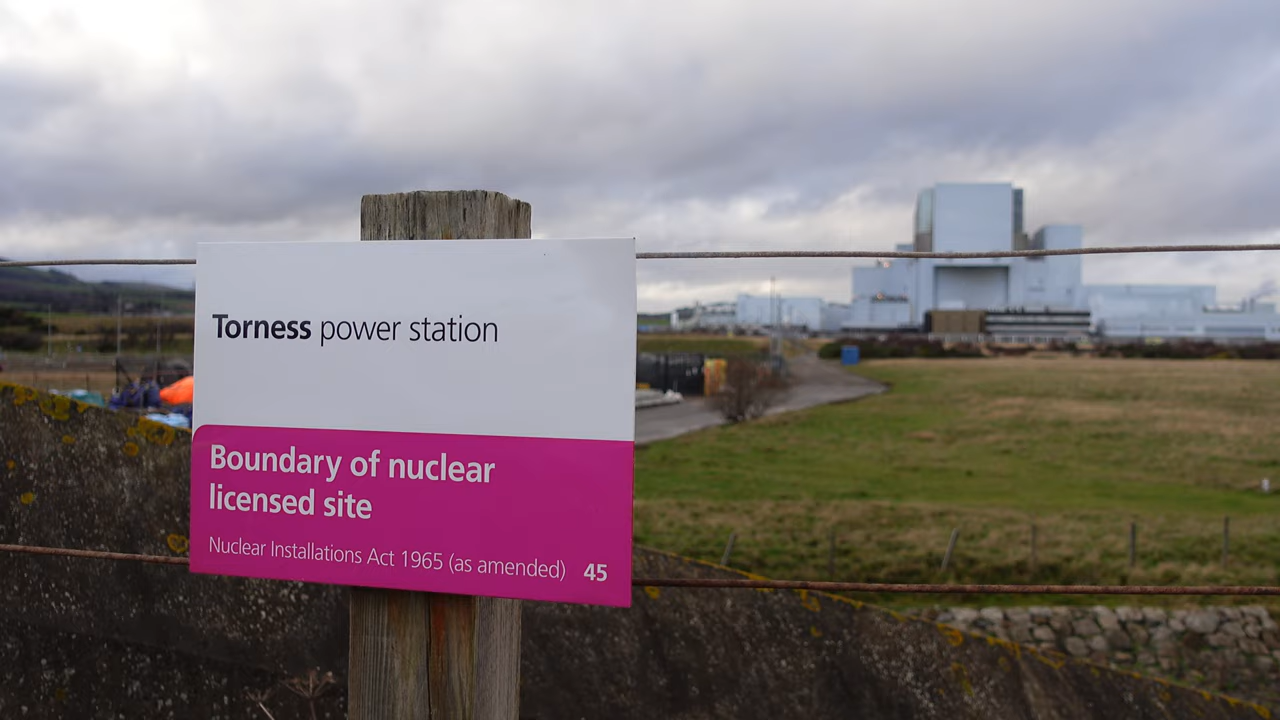 Torness power station
Boundary of nuclear
licensed site
Nuclear Installations Act 1965 (as amended) 45